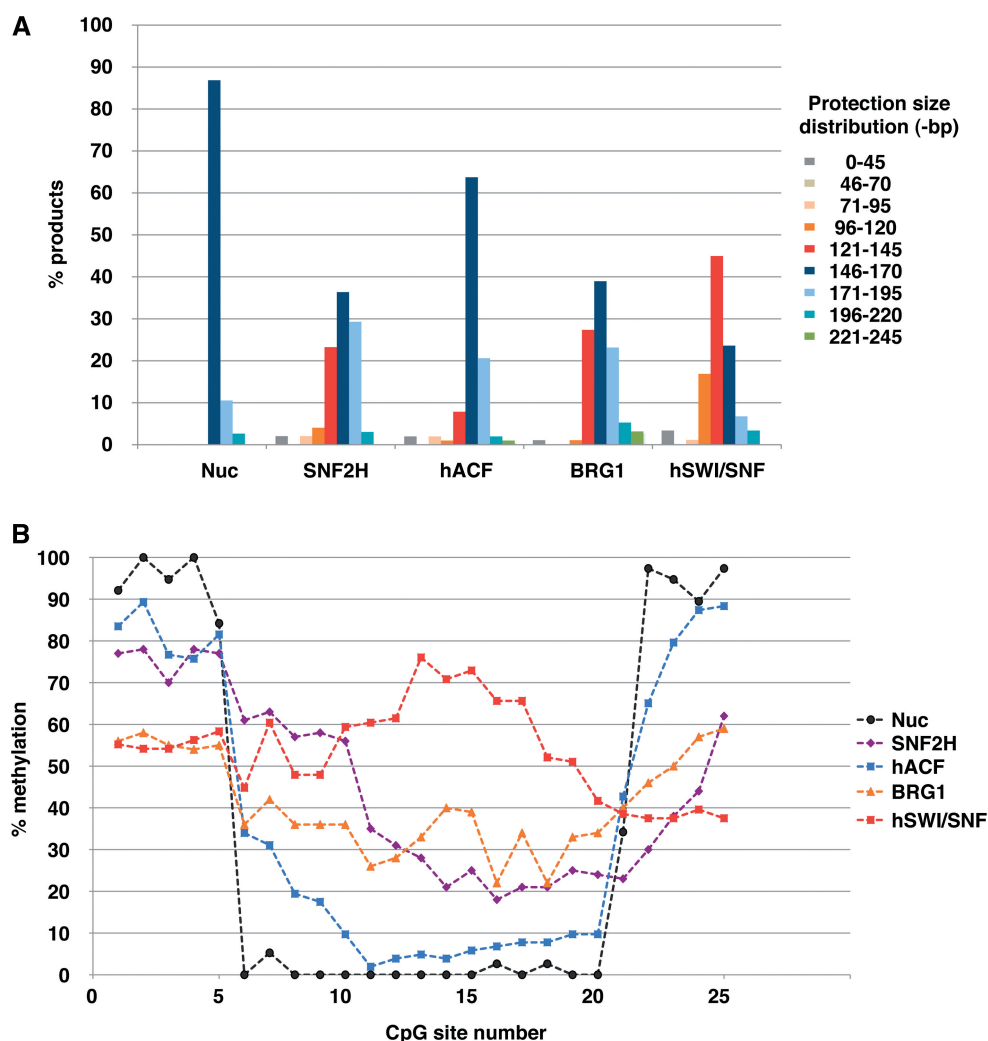 A
100
90
80
70
60
50
40
30
20
10
0
% products
Nuc SNF2H hACF BRG1 hSWI/SNF
Protection size
distribution (-bp)
0-45
46-70
71-95
96-120
121-145
146-170
171-195
196-220
221-245
B
100
90
80
70
60
50
40
30
20
10
0
% methylation
0 5 10 15 20 25
CpG site number
Nuc
SNF2H
hACF
BRG1
hSWI/SNF